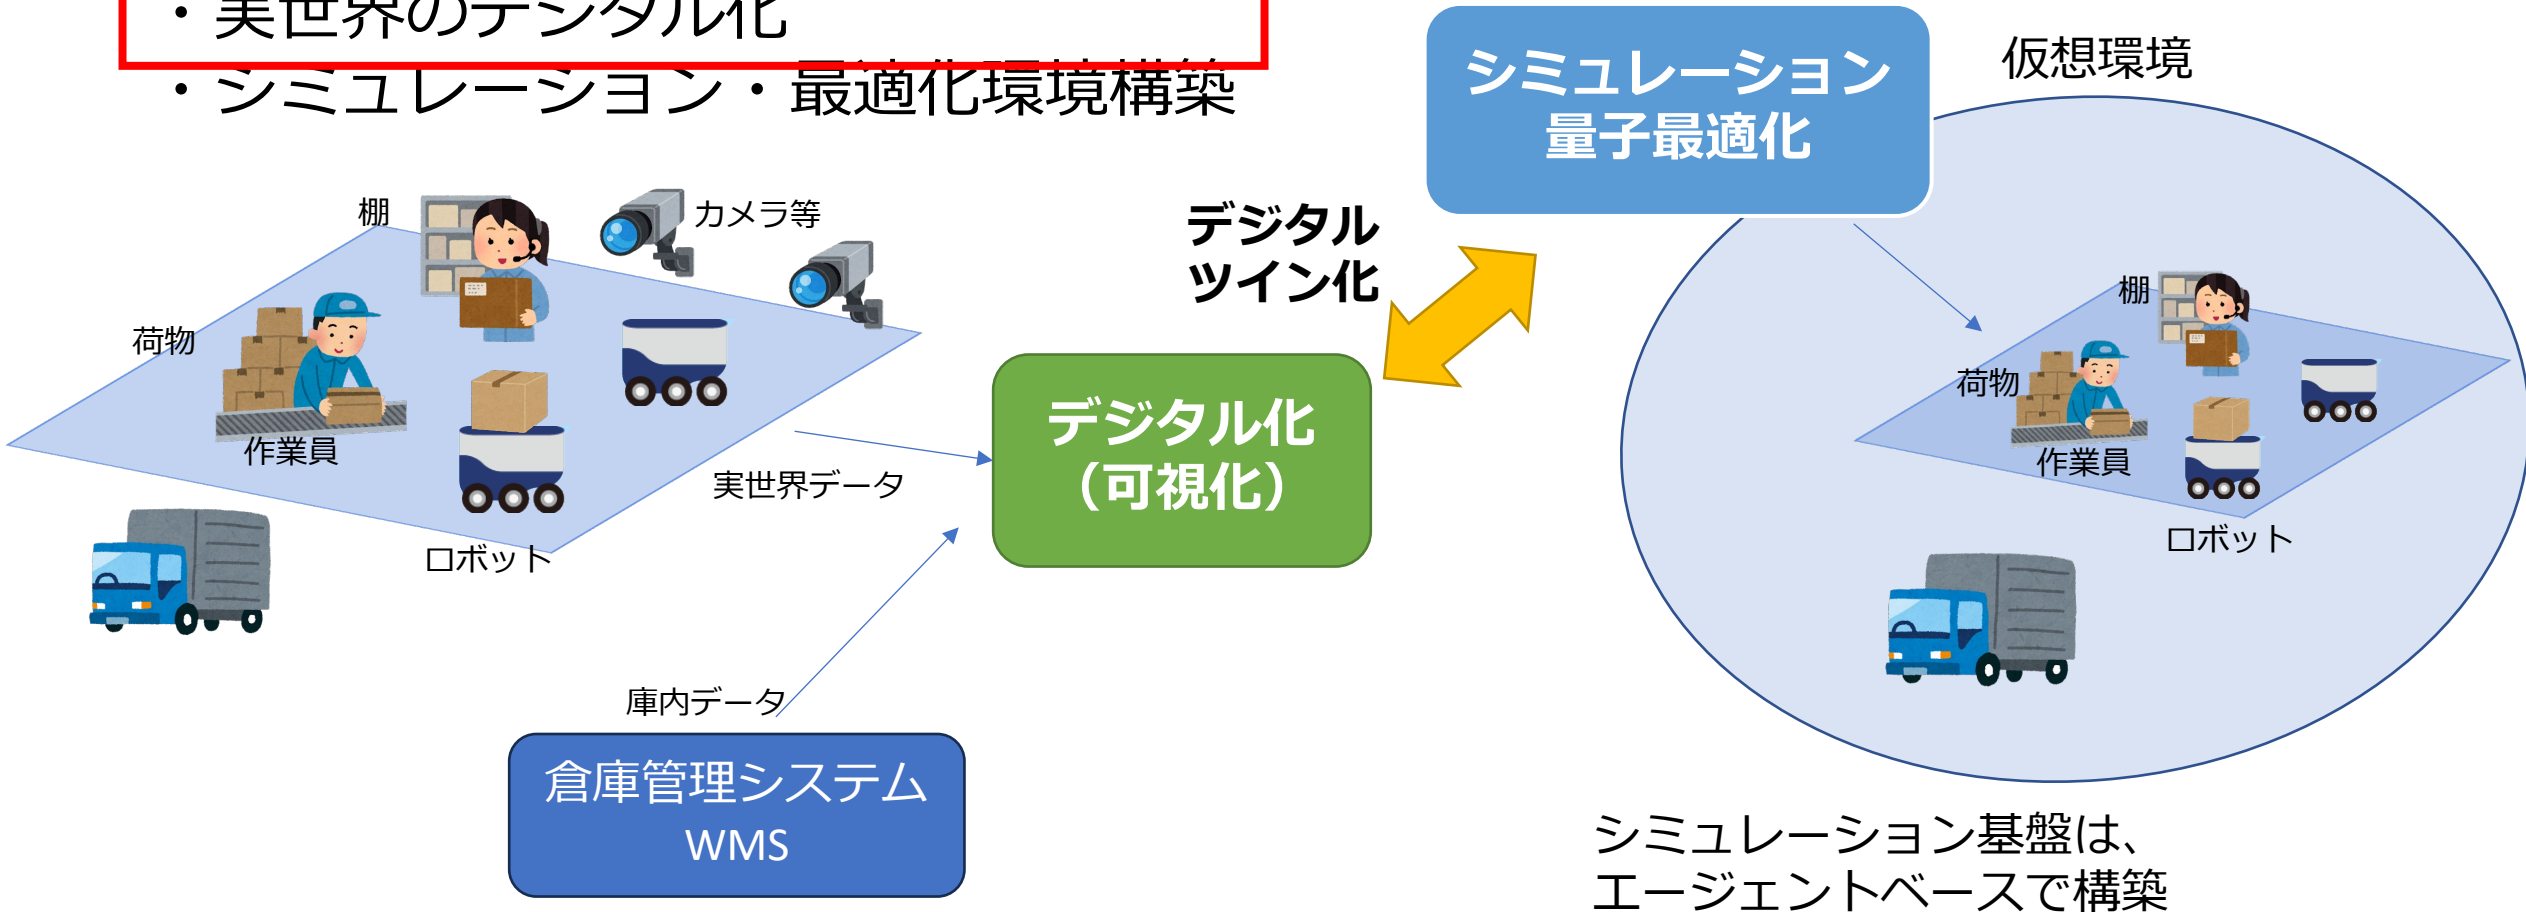 ・実世界のデジタル化
・シミュレーション・最適化環境構築
シミュレーション
量子最適化
仮想環境
棚
カメラ等
デジタル
ツイン化
荷物
作業員
実世界データ
ロボット
デジタル化
（可視化）
棚
荷物
作業員
ロボット
庫内データ
倉庫管理システム
WMS
シミュレーション基盤は、
エージェントベースで構築